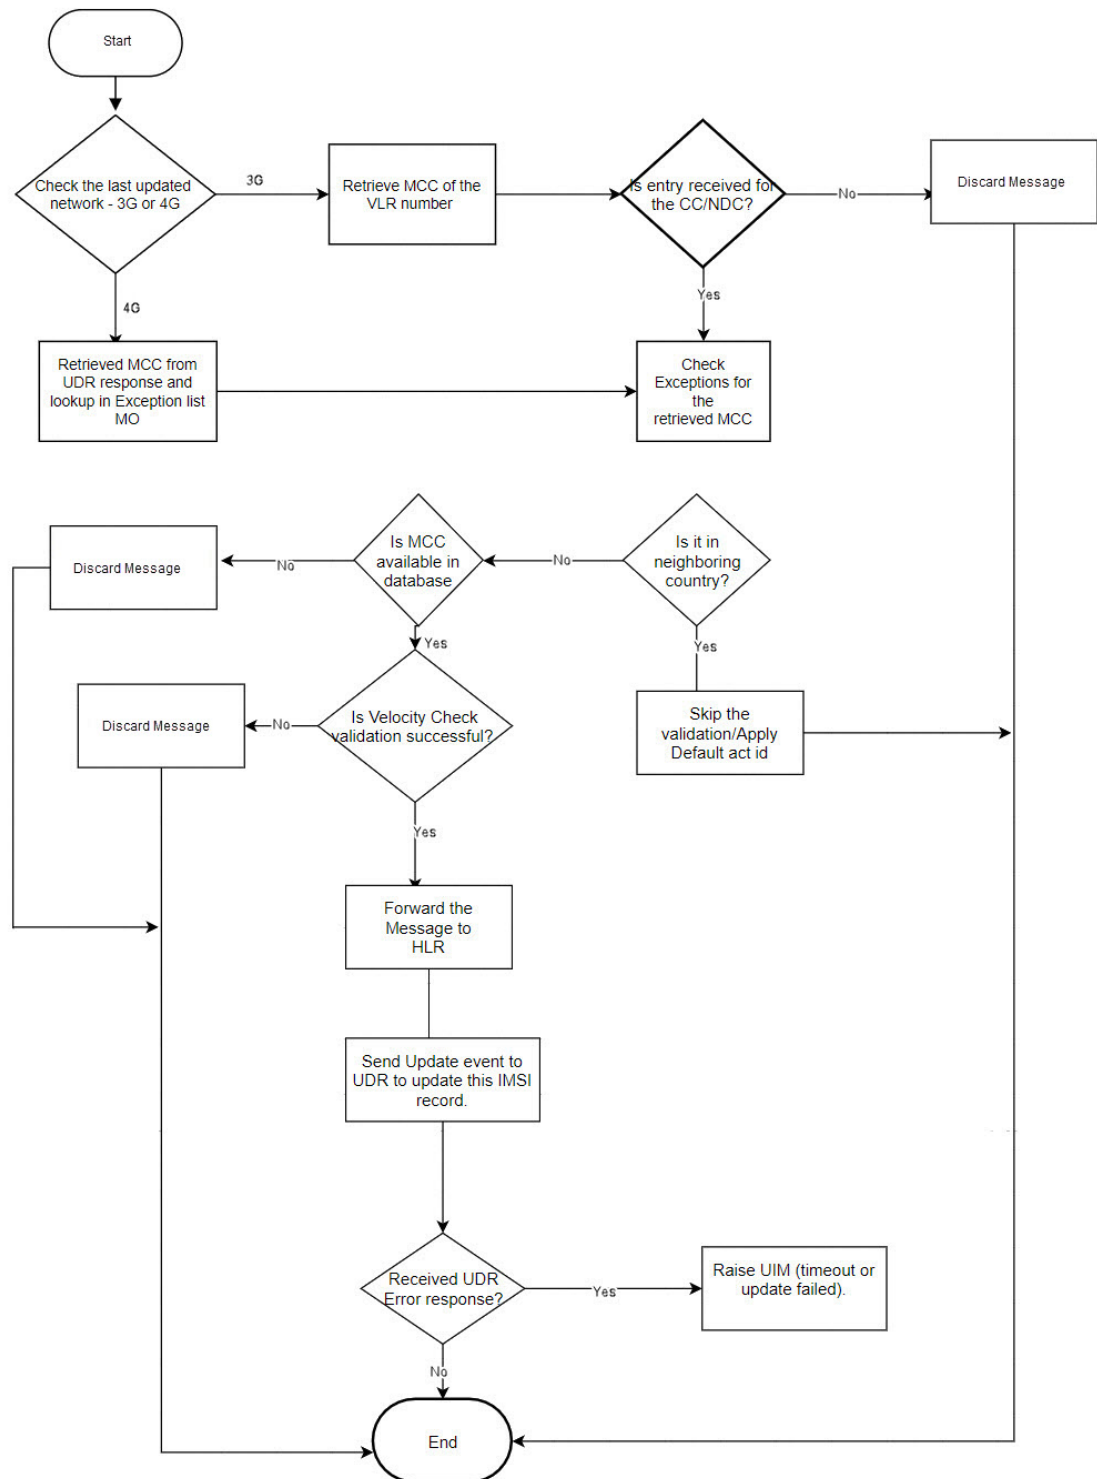 Start
Check the last updated
network - 3G or 4G
3G
Retrieve MCC of the
VLR number
Is entry received for
the CC/NDC?
No
Discard Message
4G
Yes
Retrieved MCC from
UDR response and
lookup in Exception list
MO
Check
Exceptions for
the
retrieved MCC
Discard Message
No
Is MCC
available in
database
No
Is it in
neighboring
country?
Yes
Yes
Discard Message
No
Is Velocity Check
validation successful?
Skip the
validation/Apply
Default act id
Yes
Forward the
Message to
HLR
Send Update event to
UDR to update this IMSI
record.
Received UDR
Error response?
Yes
Raise UIM (timeout or
update failed).
No
End